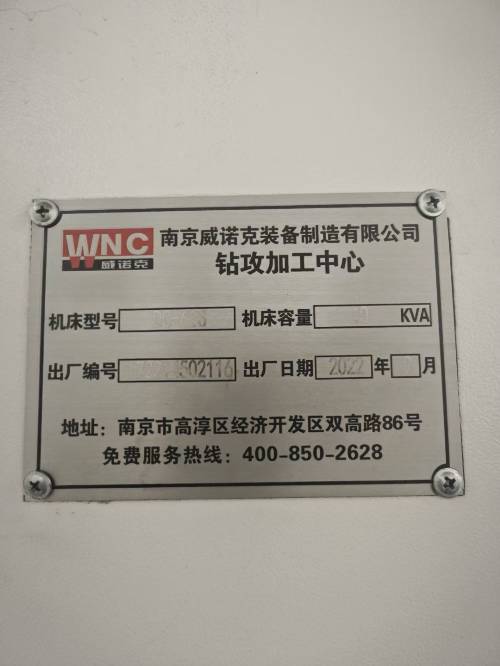 WNC 威诺克
南京威诺克装备制造有限公司
钻攻加工中心
机床型号 机床容量 KVA
出厂编号 502116 出厂日期 2022 年 月
地址：南京市高淳区经济开发区双高路86号
免费服务热线：400-850-2628